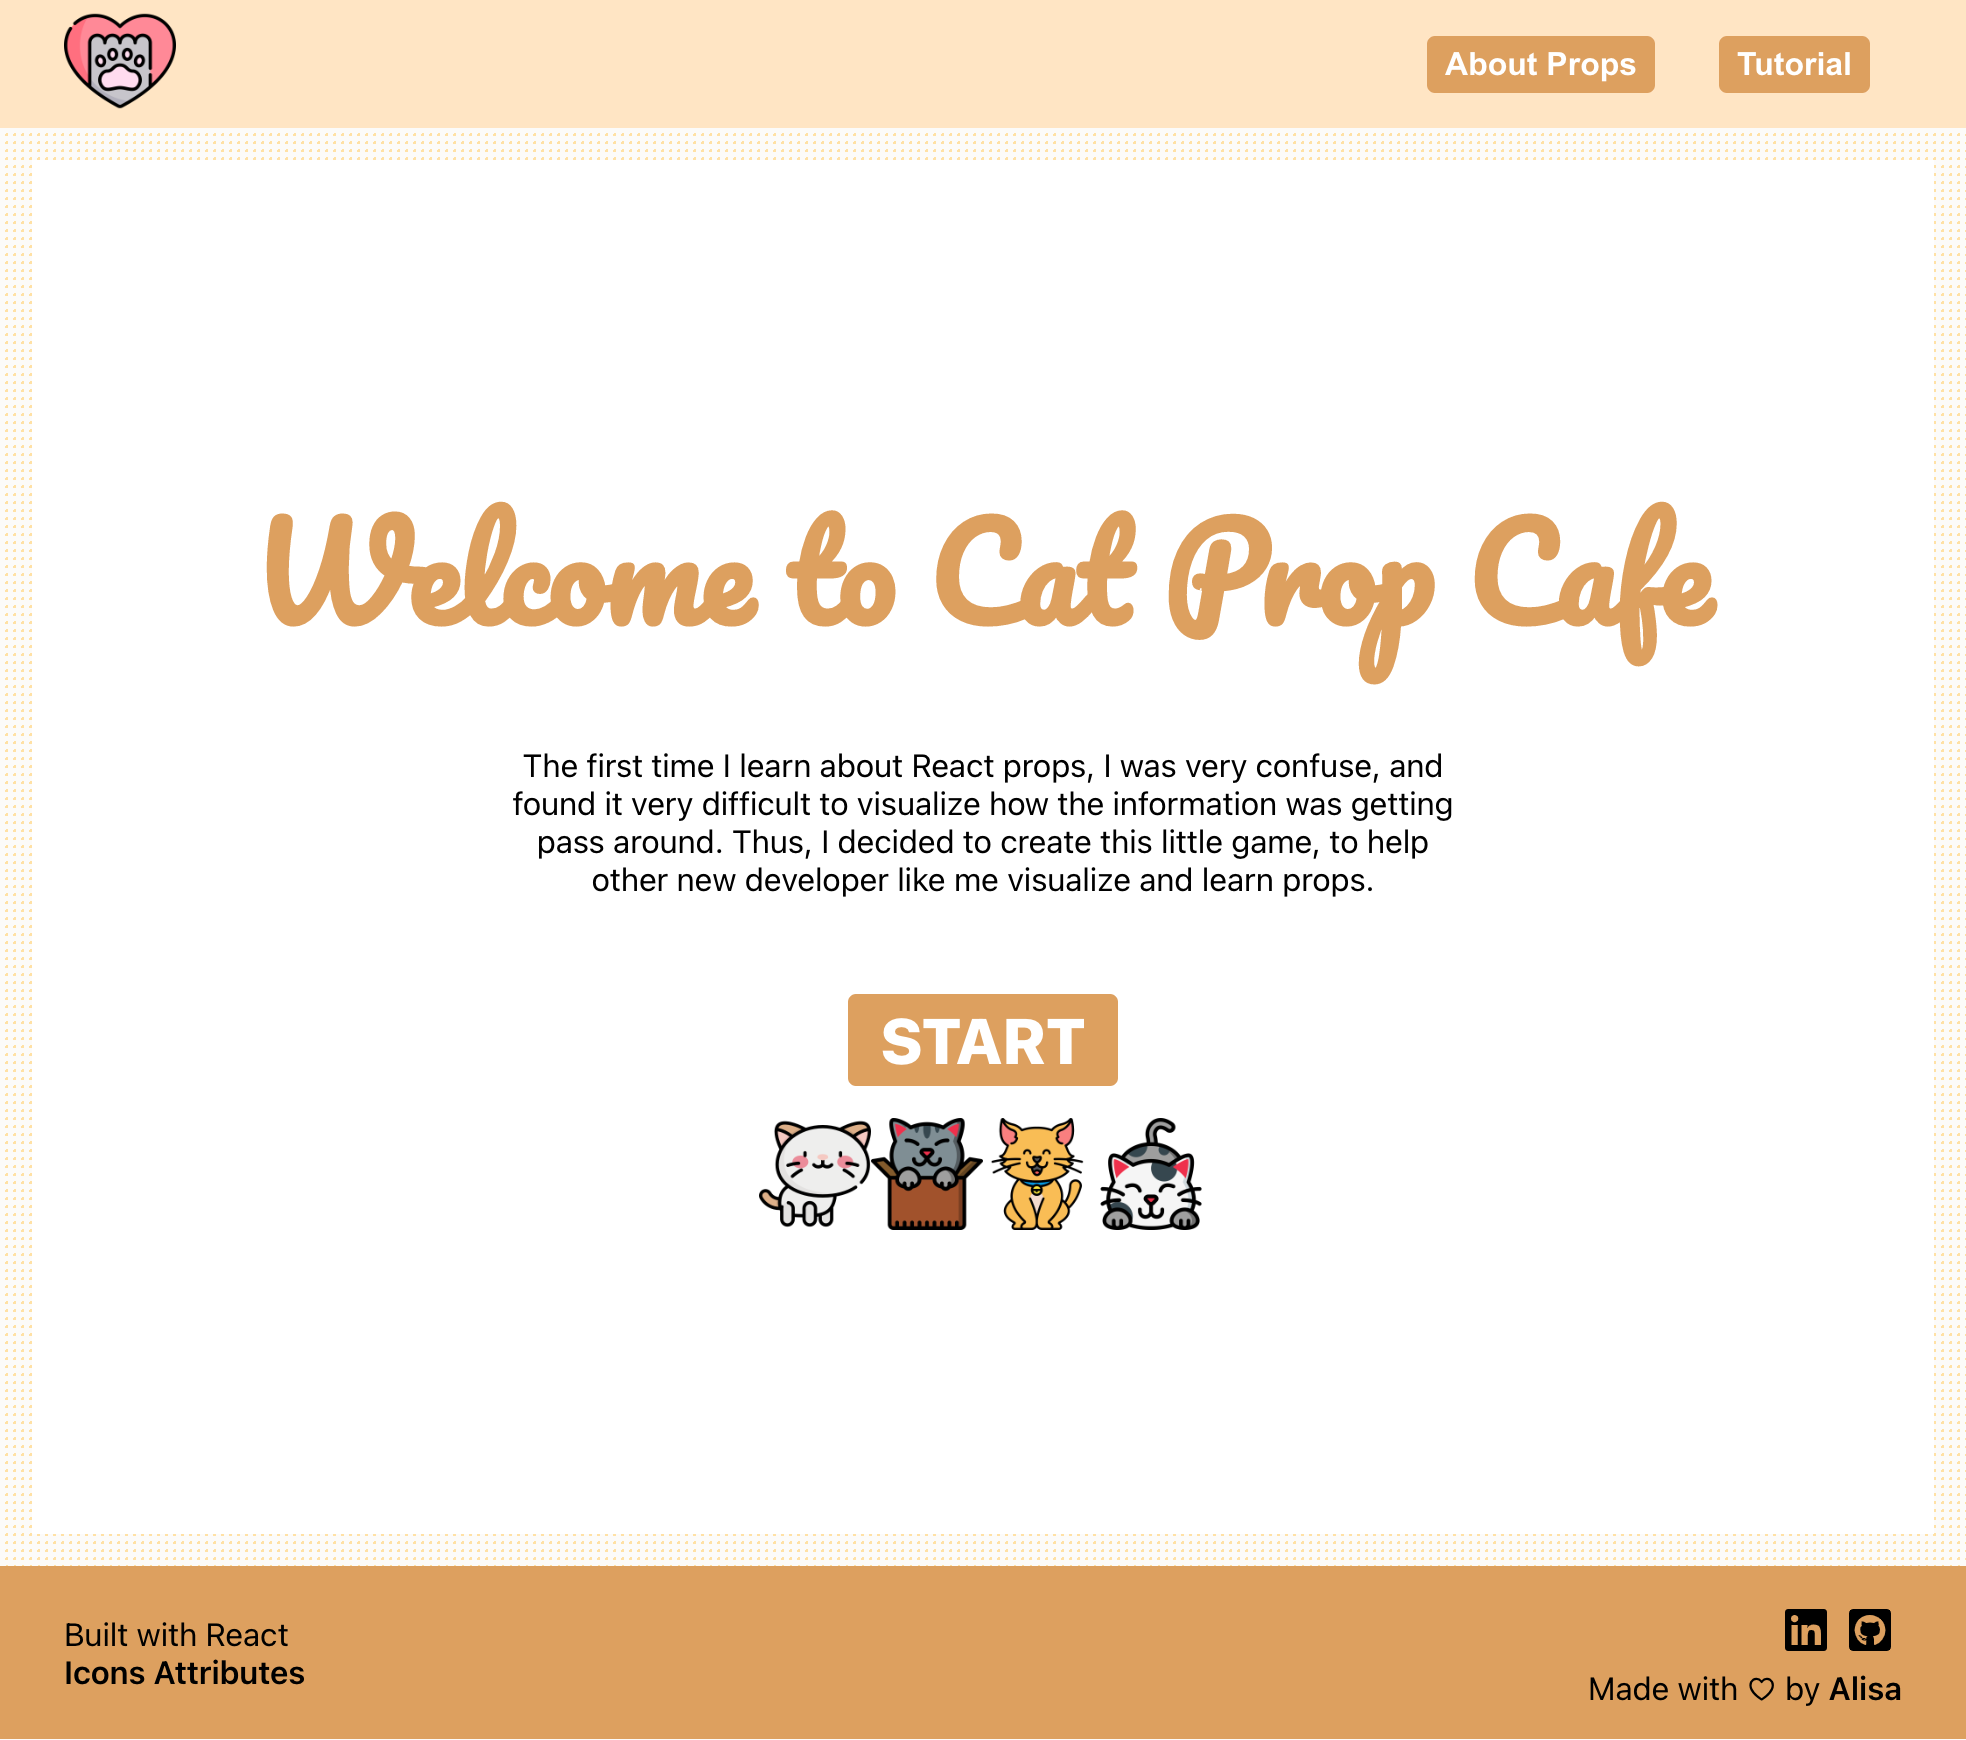 About Props
Tutorial
Welcome to Cat Prop Cafe
The first time I learn about React props, I was very confuse, and
found it very difficult to visualize how the information was getting
pass around. Thus, I decided to create this little game, to help
other new developer like me visualize and learn props.
START
Built with React
Icons Attributes
in
Made with ♡ by Alisa